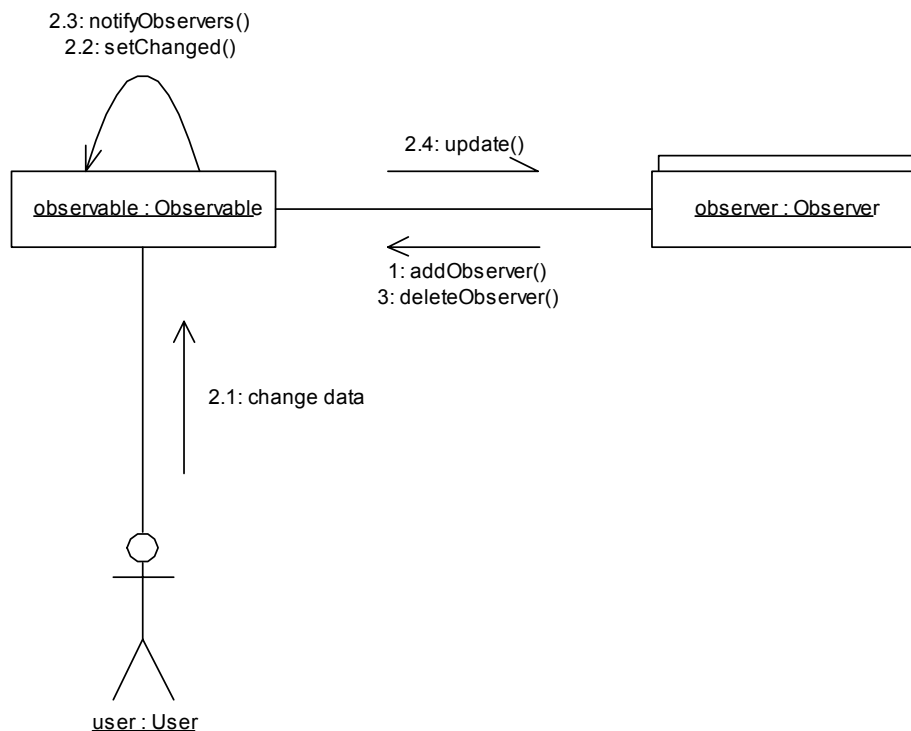 2.3: notifyObservers()
2.2: setChanged()
2.4: update()
observable : Observable
observer : Observer
1: addObserver()
3: deleteObserver()
2.1: change data
user : User